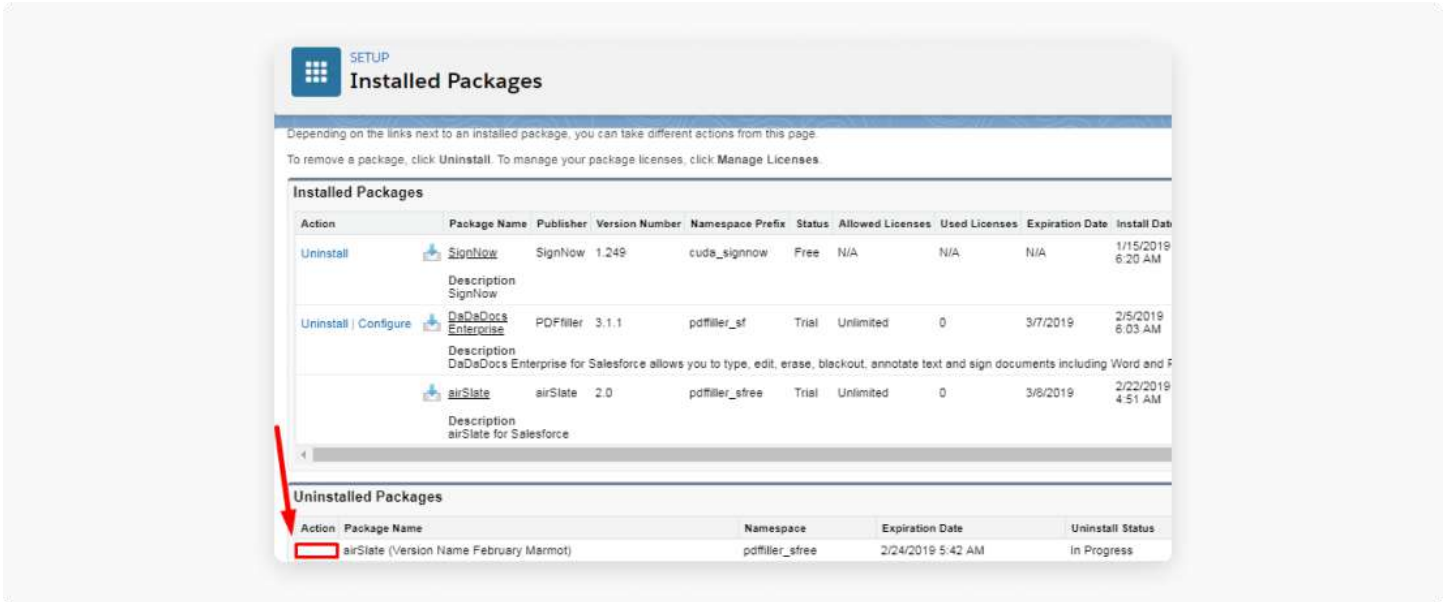 SETUP
Installed Packages
Depending on the links next to an installed package, you can take different actions from this page.
To remove a package, click Uninstall. To manage your package licenses, click Manage Licenses.
Installed Packages
Action Package Name Publisher Version Number Namespace Prefix Status Allowed Licenses Used Licenses Expiration Date Install Dat
Uninstall SignNow SignNow 1.249 cuda_signnow Free N/A N/A N/A 1/15/2019
6:20 AM
Description
SignNow
Uninstall | Configure DaDaDocs Enterprise PDFfiller 3.1.1 pdffiller_sf Trial Unlimited 0 3/7/2019 2/5/2019
6:03 AM
Description
DaDaDocs Enterprise for Salesforce allows you to type, edit, erase, blackout, annotate text and sign documents including Word and
airSlate airSlate 2.0 pdffiller_sfree Trial Unlimited 0 3/8/2019 2/22/2019
4:51 AM
Description
airSlate for Salesforce
Uninstalled Packages
Action Package Name Namespace Expiration Date Uninstall Status
airSlate (Version Name February Marmot) pdffiller_sfree 2/24/2019 5:42 AM In Progress